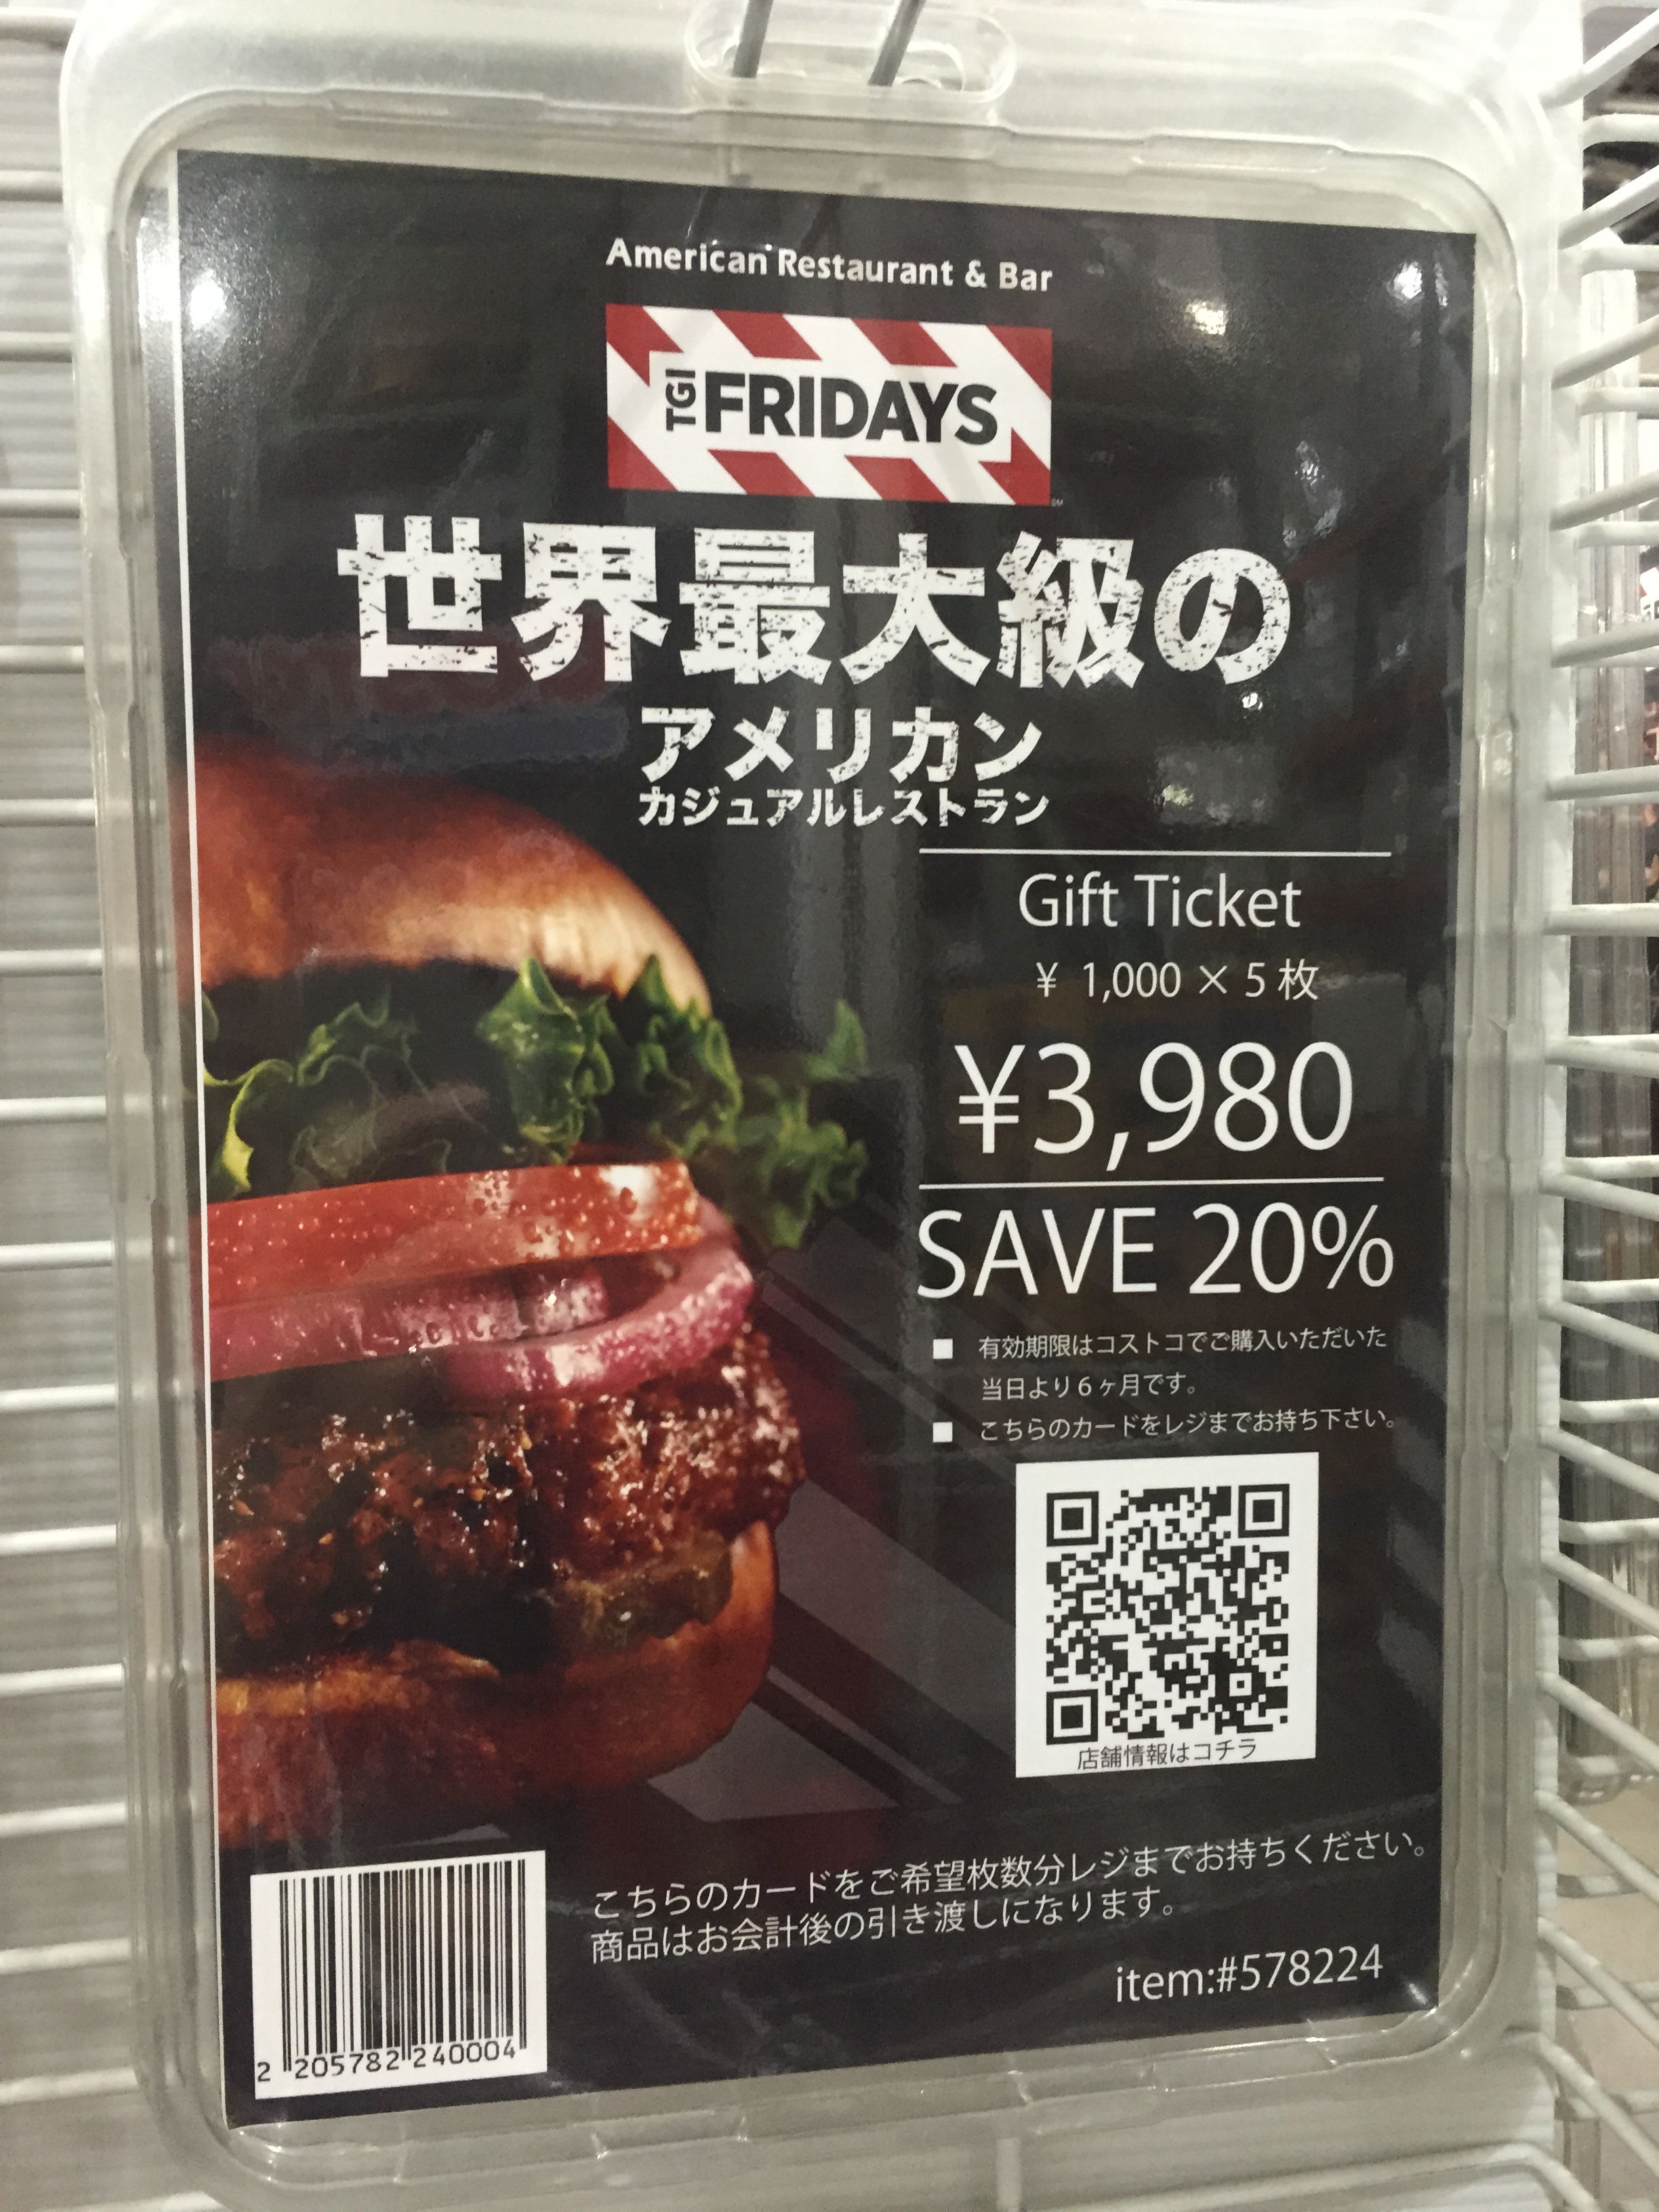 American Restaurant & Bar
TGI FRIDAYS
SM
世界最大級の
アメリカン
カジュアルレストラン
Gift Ticket
¥ 1,000 × 5 枚
¥3,980
SAVE 20%
■ 有効期限はコストコでご購入いただいた
当日より6ヶ月です。
■ こちらのカードをレジまでお持ち下さい。
店舗情報はコチラ
こちらのカードをご希望枚数分レジまでお持ちください。
商品はお会計後の引き渡しになります。
item:#578224
2 205782 240004